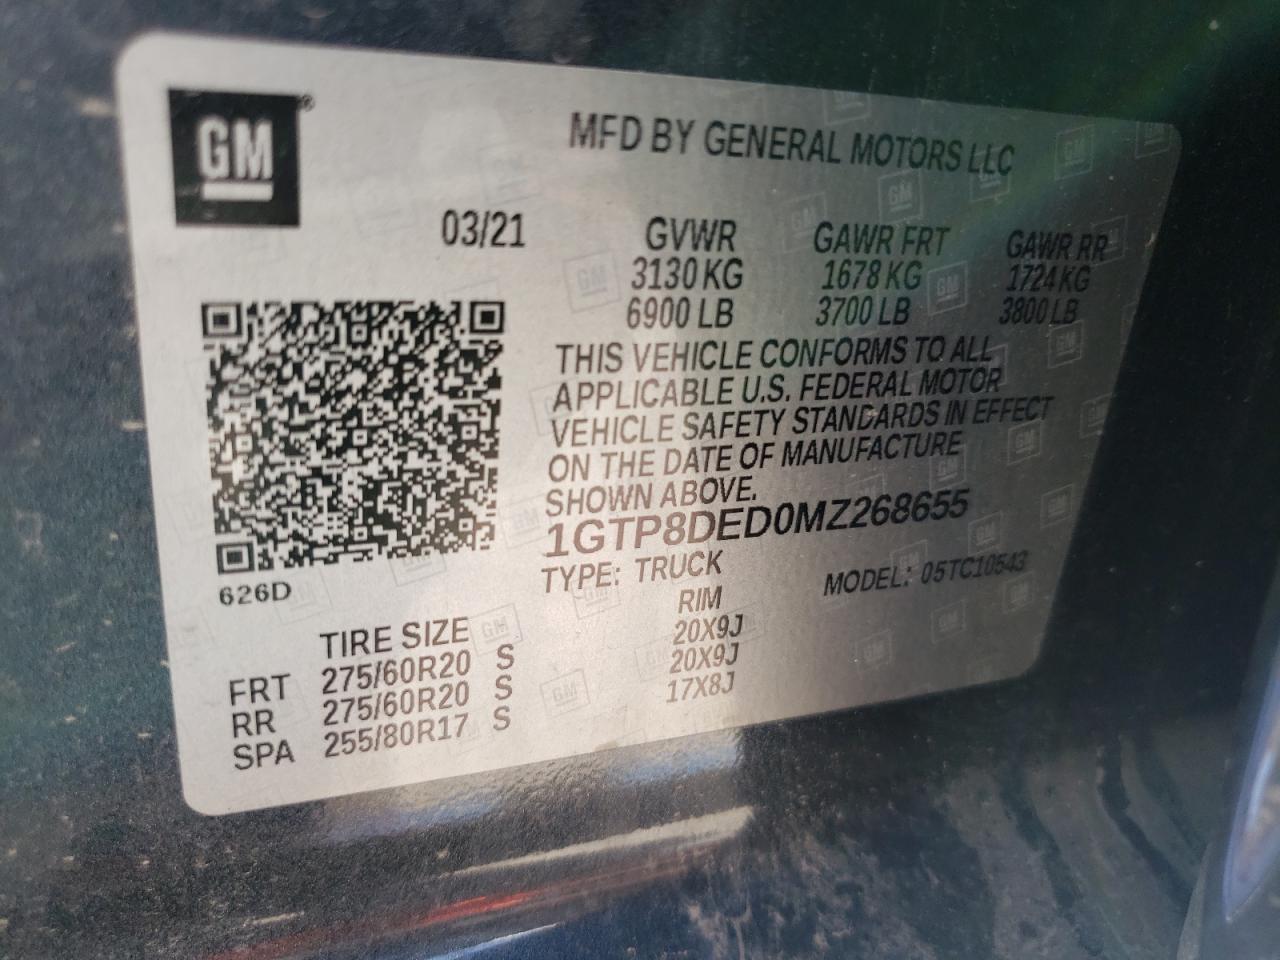 GM®
MFD BY GENERAL MOTORS LLC
03/21
GVWR GAWR FRT GAWR RR
3130 KG 1678 KG 1724 KG
6900 LB 3700 LB 3800 LB
THIS VEHICLE CONFORMS TO ALL
APPLICABLE U.S. FEDERAL MOTOR
VEHICLE SAFETY STANDARDS IN EFFECT
ON THE DATE OF MANUFACTURE
SHOWN ABOVE.
1GTP8DED0MZ268655
TYPE: TRUCK MODEL: 05TC10543
626D
TIRE SIZE RIM
FRT 275/60R20 S 20X9J
RR 275/60R20 S 20X9J
SPA 255/80R17 S 17X8J